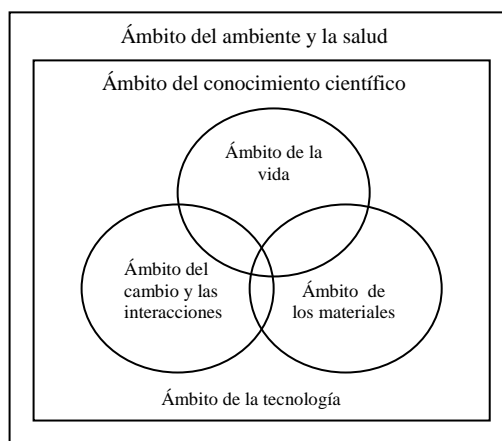 Ámbito del ambiente y la salud
Ámbito del conocimiento científico
Ámbito de la
vida
Ámbito del
cambio y las
interacciones
Ámbito de
los materiales
Ámbito de la tecnología